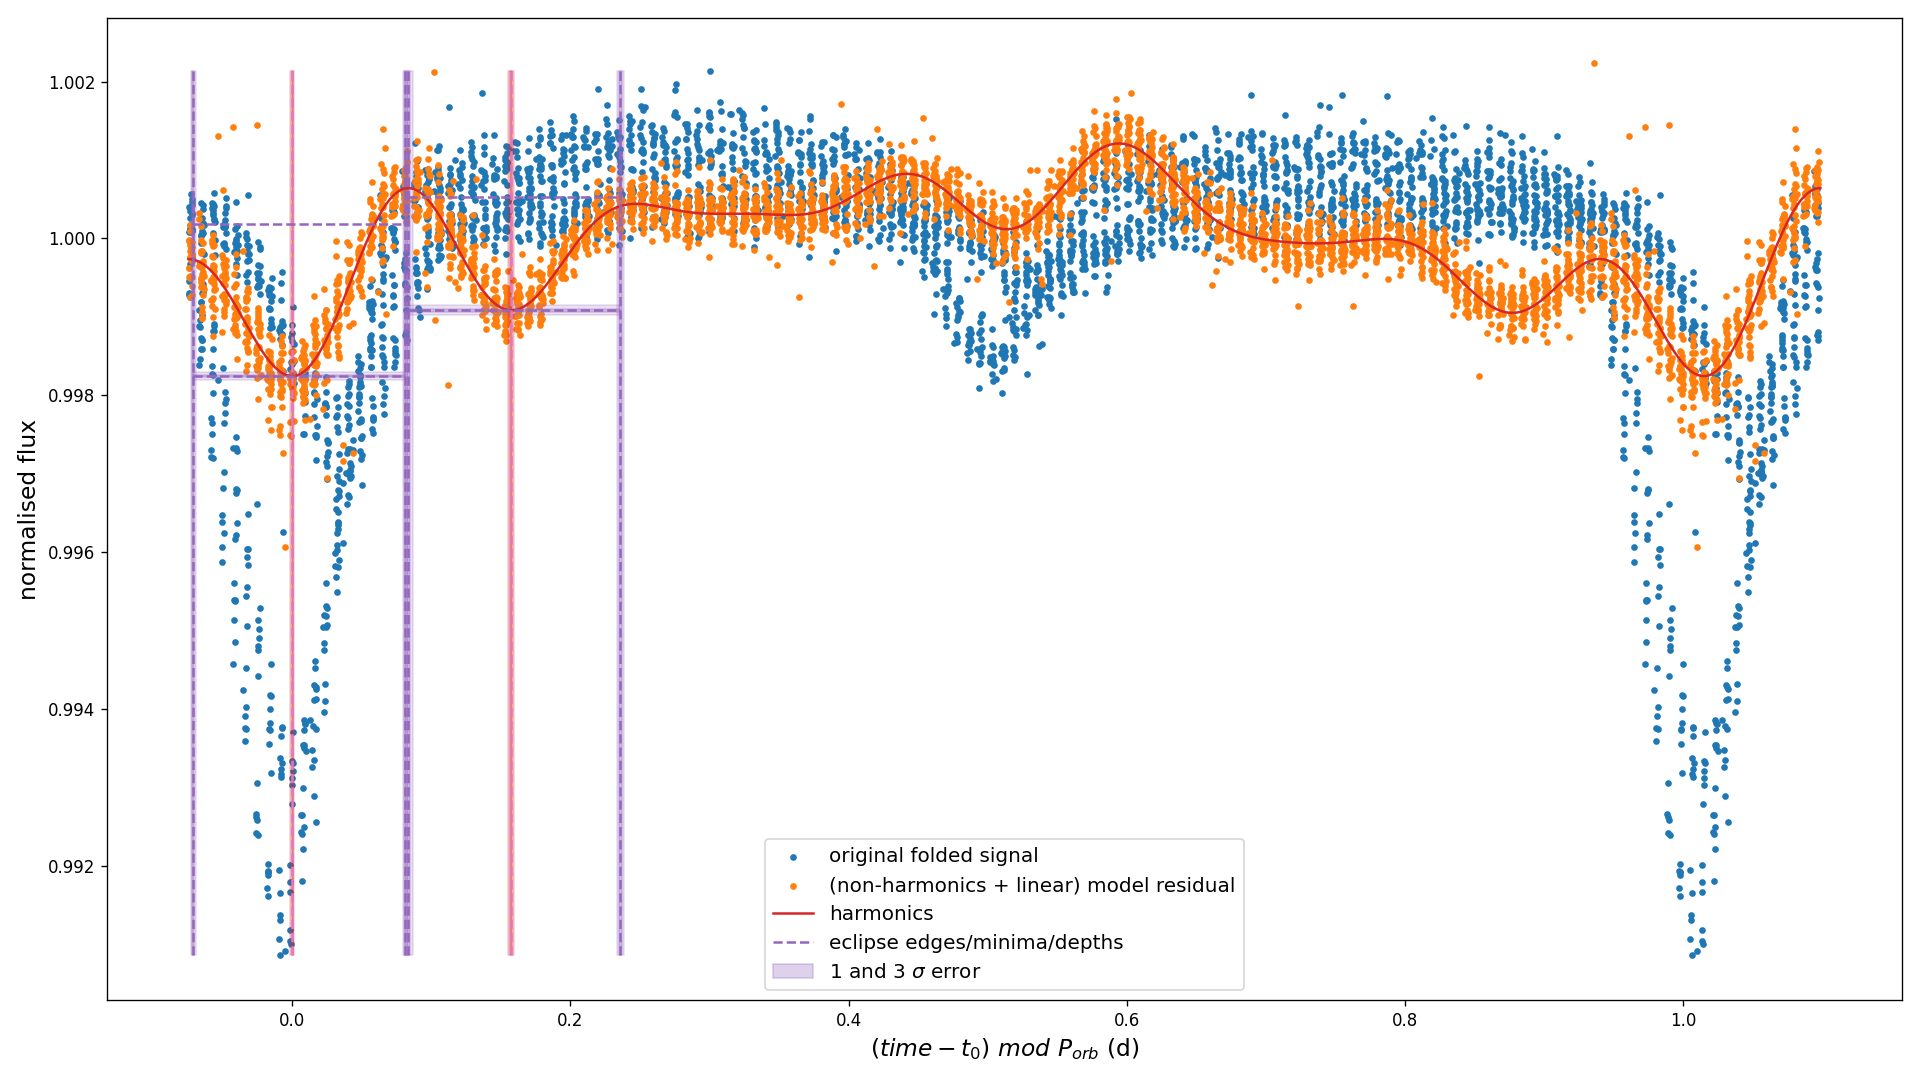 1.002
1.000
0.998
0.996
0.994
0.992
normalised flux
original folded signal
(non-harmonics + linear) model residual
harmonics
eclipse edges/minima/depths
1 and 3 σ error
0.0 0.2 0.4 0.6 0.8 1.0
(time − t₀) mod P_orb (d)